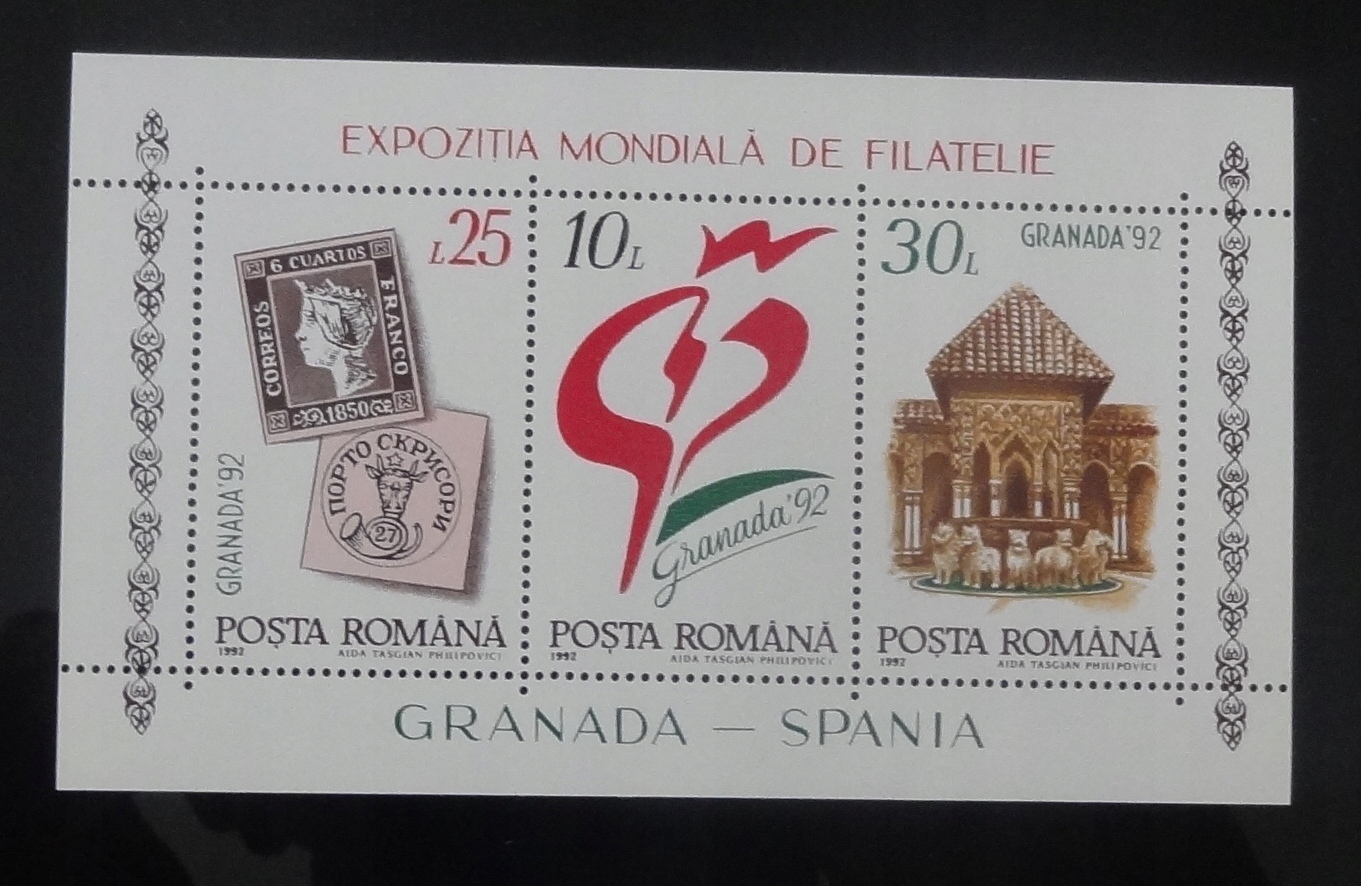 EXPOZIȚIA MONDIALĂ DE FILATELIE
L25
6 CUARTOS
CORREOS
FRANCO
1850
ПОРТО СКРИСОРИ
27
GRANADA'92
POȘTA ROMÂNĂ
1992 AIDA TASGIAN PHILIPOVICI
10L
Granada'92
POȘTA ROMÂNĂ
1992 AIDA TASGIAN PHILIPOVICI
30L
GRANADA'92
POȘTA ROMÂNĂ
1992 AIDA TASGIAN PHILIPOVICI
GRANADA — SPANIA